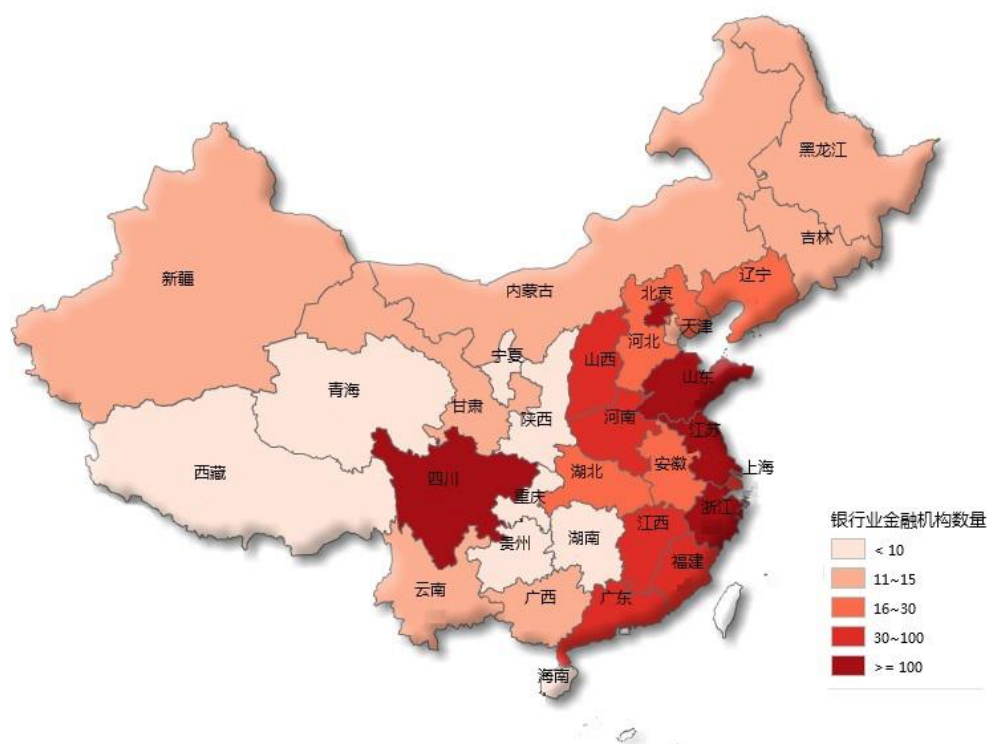 黑龙江
吉林
辽宁
新疆
内蒙古
北京
天津
河北
宁夏
山西
山东
青海
甘肃
陕西
河南
江苏
西藏
四川
湖北
安徽
上海
重庆
浙江
贵州
湖南
江西
福建
云南
广西
广东
海南
银行业金融机构数量
< 10
11~15
16~30
30~100
>= 100